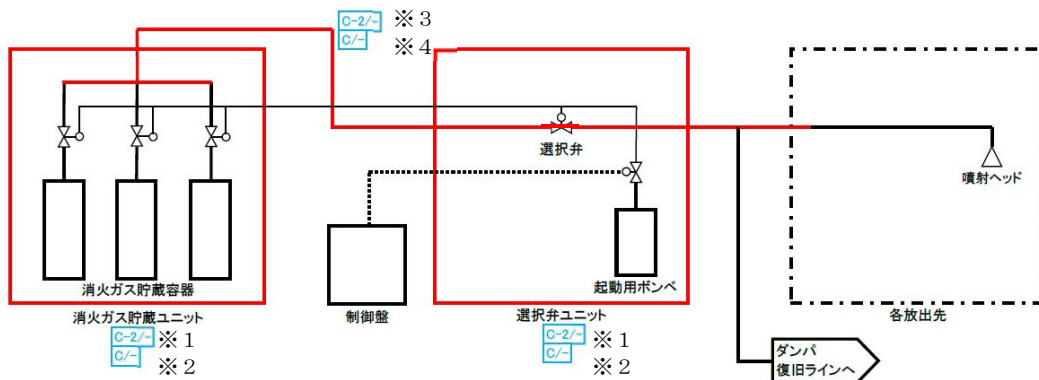 C-2/- ※3
C/- ※4
選択弁
噴射ヘッド
消火ガス貯蔵容器
起動用ボンベ
消火ガス貯蔵ユニット
制御盤
選択弁ユニット
各放出先
C-2/- ※1
C/- ※2
C-2/- ※1
C/- ※2
ダンパ
復旧ラインへ